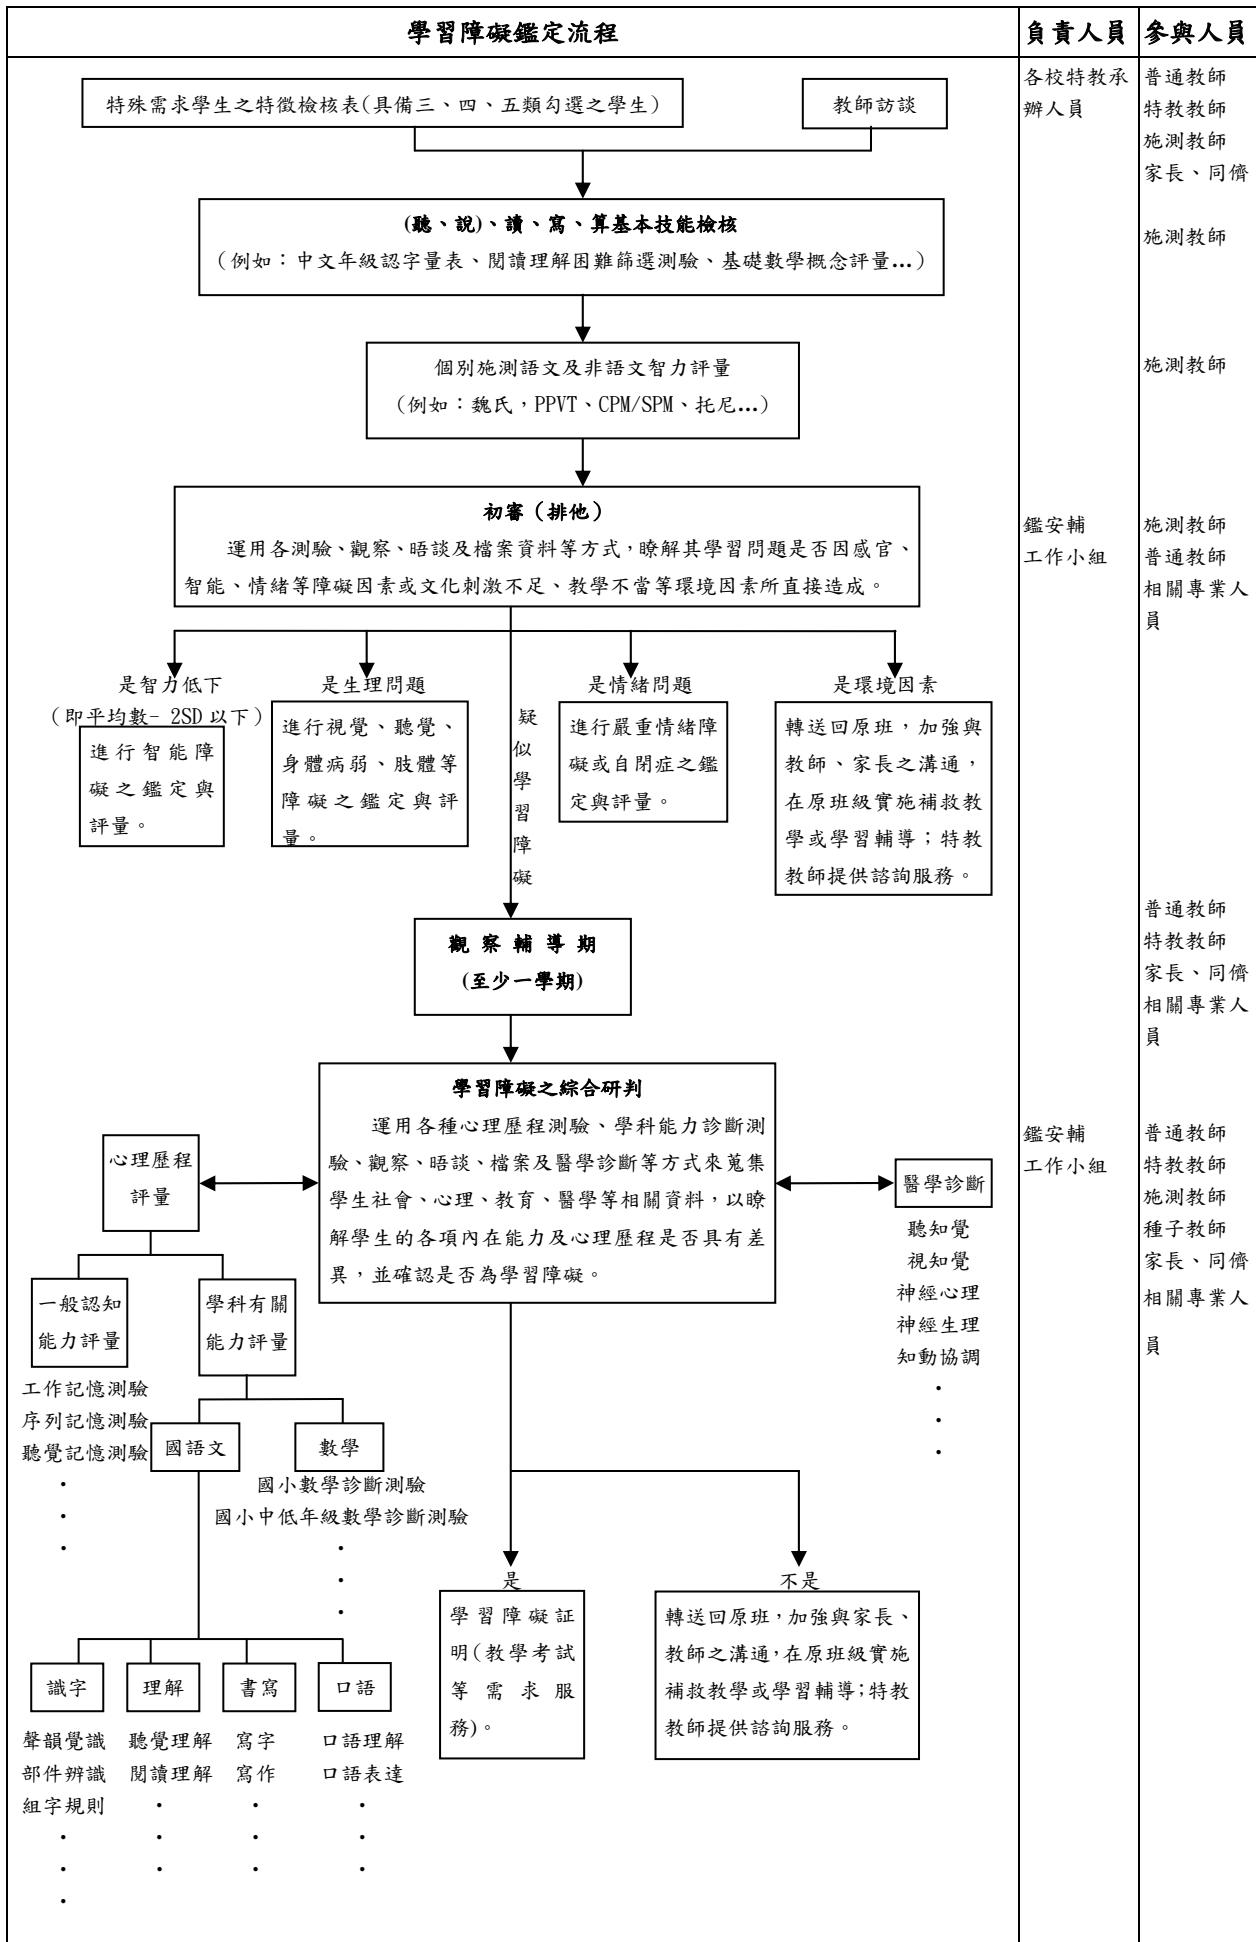 學習障礙鑑定流程
負責人員
參與人員
特殊需求學生之特徵檢核表(具備三、四、五類勾選之學生)
教師訪談
各校特教承
辦人員
普通教師
特教教師
施測教師
家長、同儕
(聽、說)、讀、寫、算基本技能檢核
(例如：中文年級認字量表、閱讀理解困難篩選測驗、基礎數學概念評量…)
施測教師
個別施測語文及非語文智力評量
(例如：魏氏，PPVT、CPM/SPM、托尼…)
施測教師
初審（排他）
運用各測驗、觀察、晤談及檔案資料等方式，瞭解其學習問題是否因感官、
智能、情緒等障礙因素或文化刺激不足、教學不當等環境因素所直接造成。
鑑安輔
工作小組
施測教師
普通教師
相關專業人
員
是智力低下
（即平均數- 2SD 以下）
進行智能障
礙之鑑定與
評量。
是生理問題
進行視覺、聽覺、
身體病弱、肢體等
障礙之鑑定與評
量。
疑
似
學
習
障
礙
是情緒問題
進行嚴重情緒障
礙或自閉症之鑑
定與評量。
是環境因素
轉送回原班，加強與
教師、家長之溝通，
在原班級實施補救教
學或學習輔導；特教
教師提供諮詢服務。
觀 察 輔 導 期
(至少一學期)
普通教師
特教教師
家長、同儕
相關專業人
員
學習障礙之綜合研判
運用各種心理歷程測驗、學科能力診斷測
驗、觀察、晤談、檔案及醫學診斷等方式來蒐集
學生社會、心理、教育、醫學等相關資料，以瞭
解學生的各項內在能力及心理歷程是否具有差
異，並確認是否為學習障礙。
鑑安輔
工作小組
普通教師
特教教師
施測教師
種子教師
家長、同儕
相關專業人
員
心理歷程
評量
醫學診斷
聽知覺
視知覺
神經心理
神經生理
知動協調
・
・
・
一般認知
能力評量
學科有關
能力評量
工作記憶測驗
序列記憶測驗
聽覺記憶測驗
・
・
・
國語文
數學
國小數學診斷測驗
國小中低年級數學診斷測驗
・
・
・
是
學習障礙証
明(教學考試
等需求服
務)。
不是
轉送回原班，加強與家長、
教師之溝通，在原班級實施
補救教學或學習輔導；特教
教師提供諮詢服務。
識字
理解
書寫
口語
聲韻覺識
部件辨識
組字規則
・
・
・
聽覺理解
閱讀理解
・
・
・
寫字
寫作
・
・
・
口語理解
口語表達
・
・
・